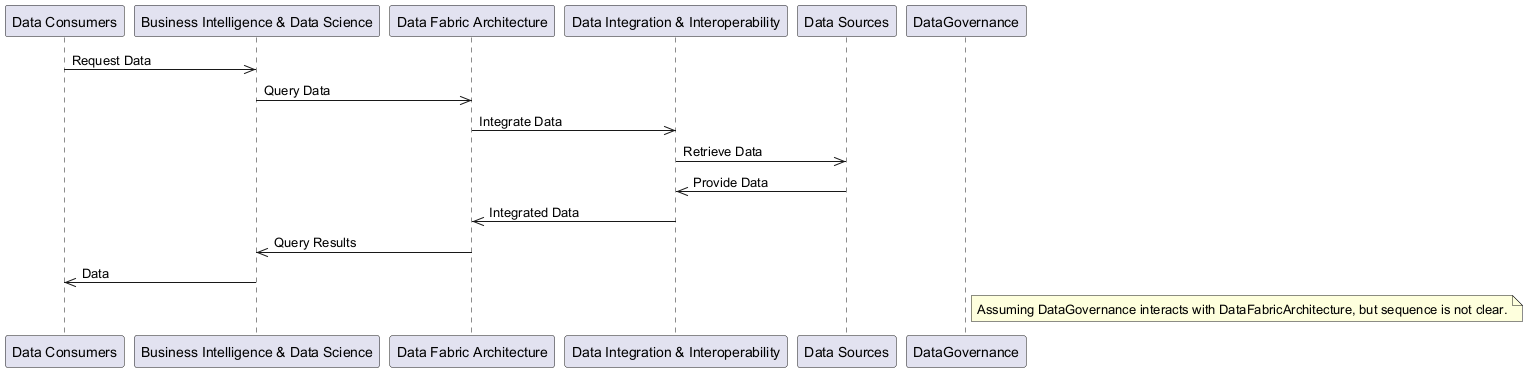 Data Consumers
Business Intelligence & Data Science
Data Fabric Architecture
Data Integration & Interoperability
Data Sources
DataGovernance
Request Data
Query Data
Integrate Data
Retrieve Data
Provide Data
Integrated Data
Query Results
Data
Assuming DataGovernance interacts with DataFabricArchitecture, but sequence is not clear.
Data Consumers
Business Intelligence & Data Science
Data Fabric Architecture
Data Integration & Interoperability
Data Sources
DataGovernance